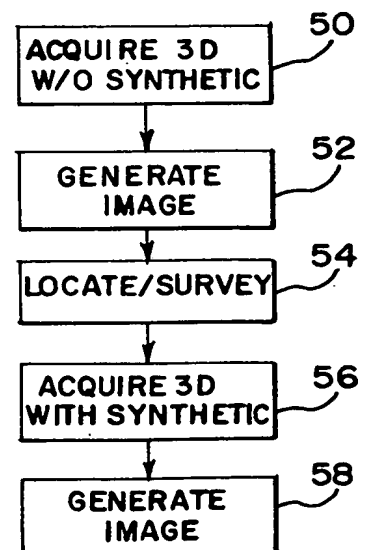 50
ACQUIRE 3D
W/O SYNTHETIC
52
GENERATE
IMAGE
54
LOCATE/SURVEY
56
ACQUIRE 3D
WITH SYNTHETIC
58
GENERATE
IMAGE